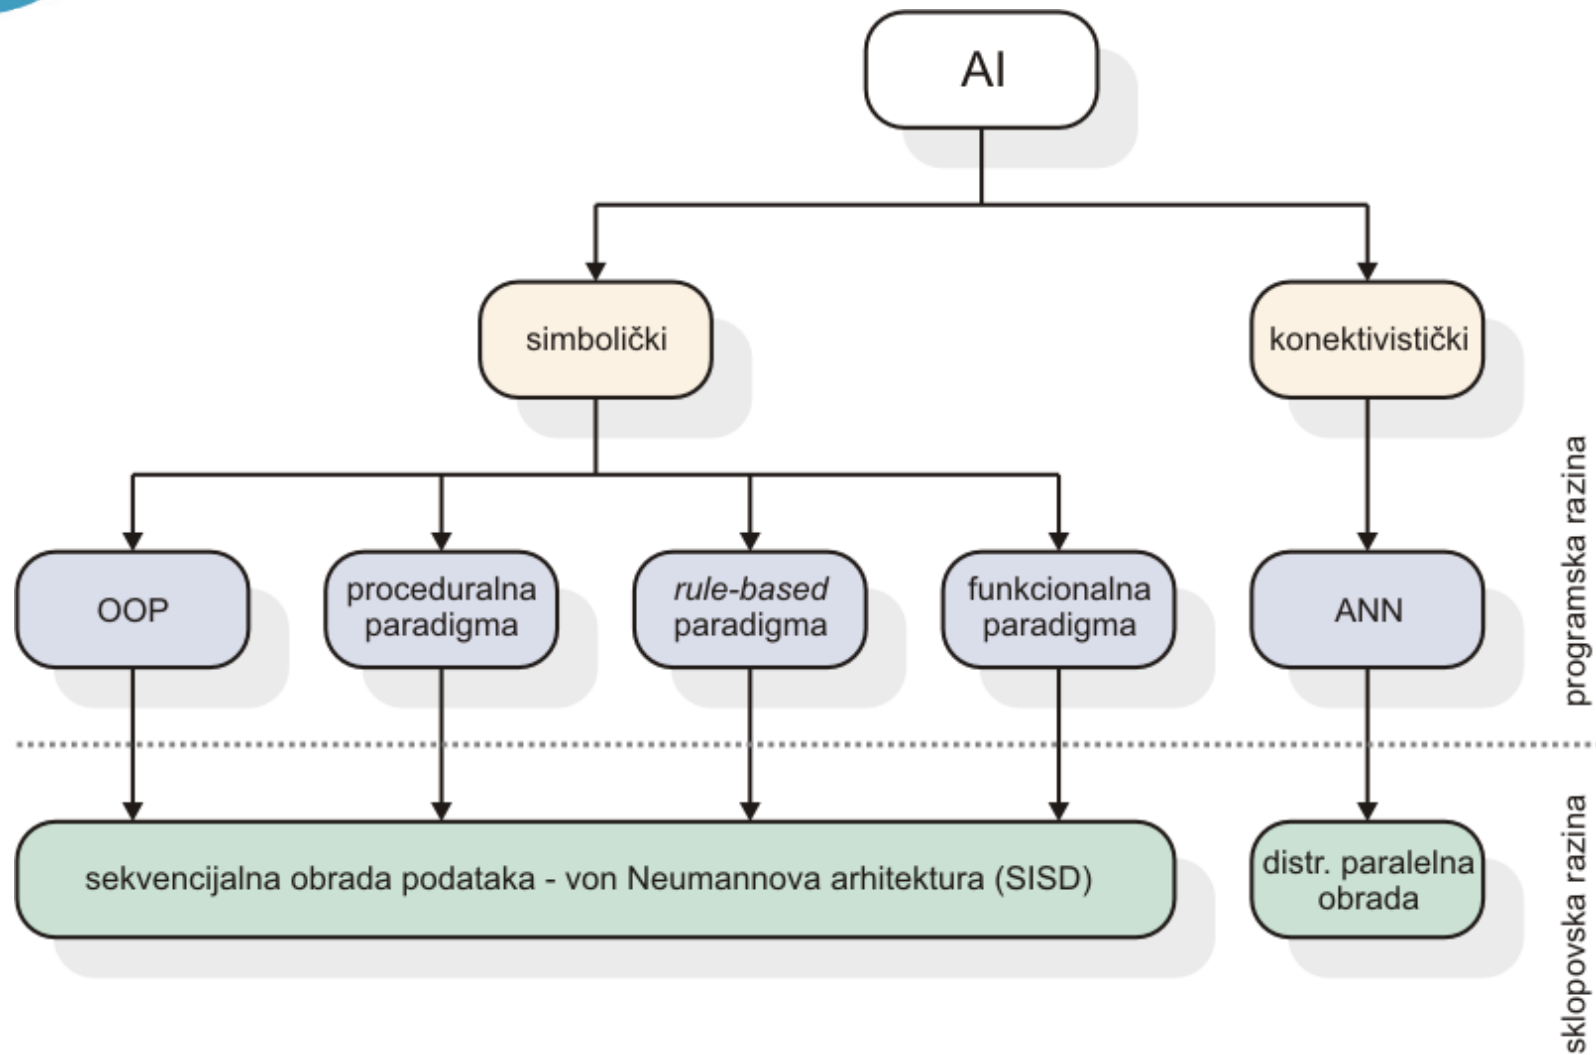 AI
simbolički
konektivistički
OOP
proceduralna
paradigma
rule-based
paradigma
funkcionalna
paradigma
ANN
programska razina
sekvencijalna obrada podataka - von Neumannova arhitektura (SISD)
distr. paralelna
obrada
sklopovska razina